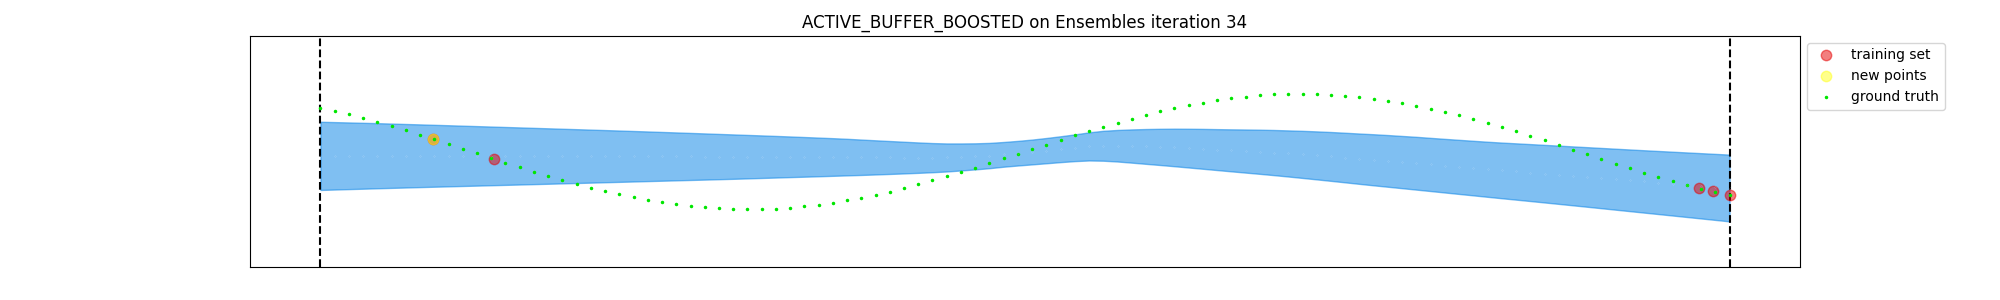 ACTIVE_BUFFER_BOOSTED on Ensembles iteration 34
training set
new points
ground truth